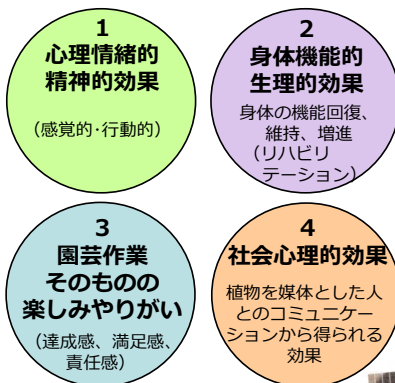 1
心理情緒的
精神的効果
（感覚的･行動的）
2
身体機能的
生理的効果
身体の機能回復、
維持、増進
（リハビリ
テーション）
3
園芸作業
そのものの
楽しみやりがい
（達成感、満足感、
責任感）
4
社会心理的効果
植物を媒体とした人
とのコミュニケー
ションから得られる
効果